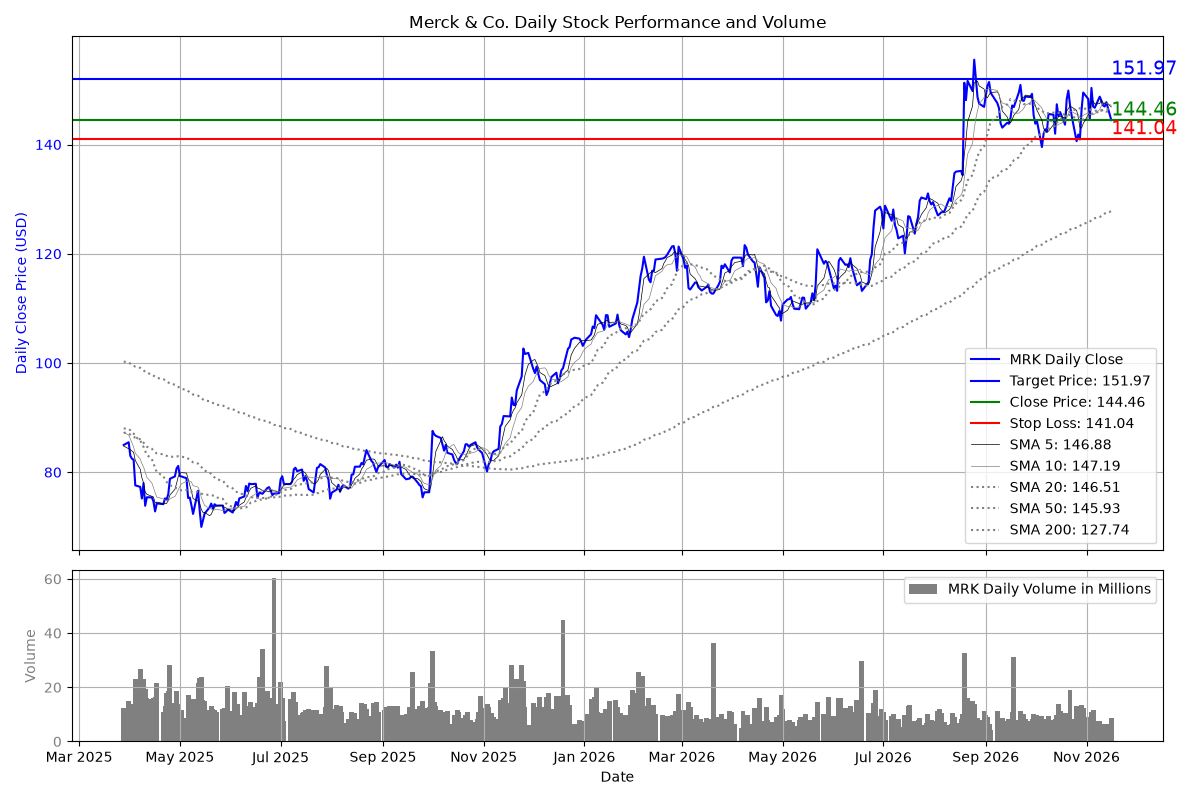 Merck & Co. Daily Stock Performance and Volume
Daily Close Price (USD)
140
120
100
80
151.97
144.46
141.04
MRK Daily Close
Target Price: 151.97
Close Price: 144.46
Stop Loss: 141.04
SMA 5: 146.88
SMA 10: 147.19
SMA 20: 146.51
SMA 50: 145.93
SMA 200: 127.74
Volume
60
40
20
0
MRK Daily Volume in Millions
Mar 2025 May 2025 Jul 2025 Sep 2025 Nov 2025 Jan 2026 Mar 2026 May 2026 Jul 2026 Sep 2026 Nov 2026
Date